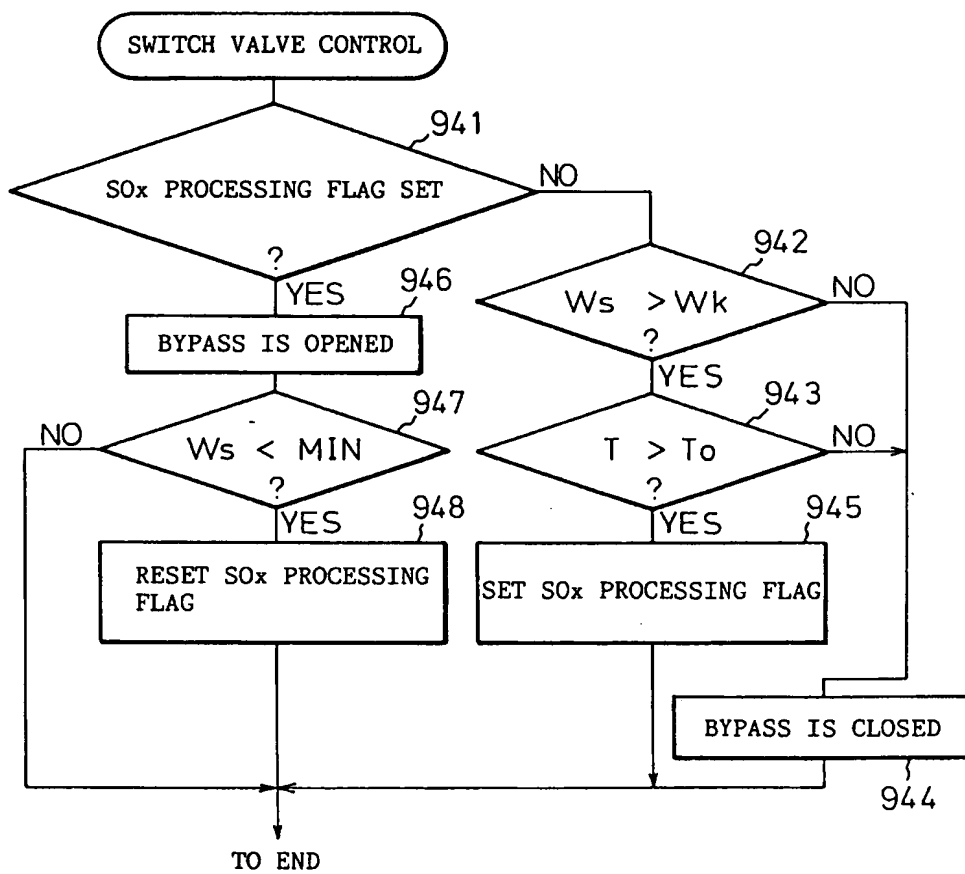 SWITCH VALVE CONTROL
941
SOx PROCESSING FLAG SET
?
NO
YES
942
Ws > Wk
?
NO
YES
946
BYPASS IS OPENED
947
NO
Ws < MIN
?
YES
943
T > To
?
NO
YES
948
RESET SOx PROCESSING
FLAG
945
SET SOx PROCESSING FLAG
BYPASS IS CLOSED
944
TO END